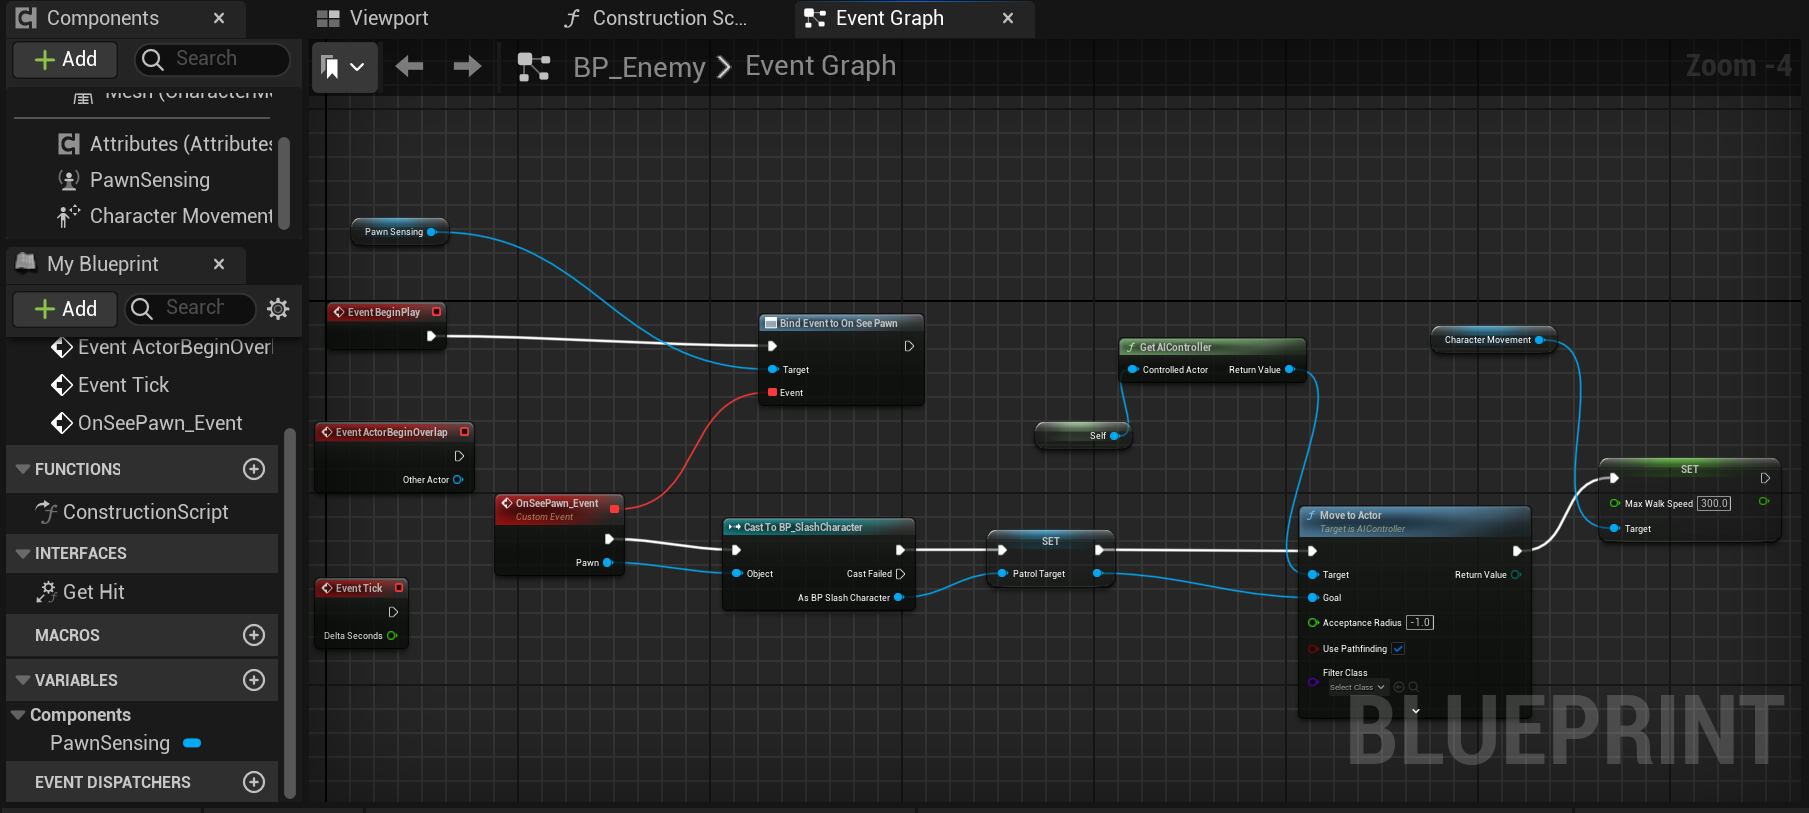 Components
Viewport
Construction Sc...
Event Graph
Add
Search
BP_Enemy
Event Graph
Zoom -4
Attributes (Attributes
PawnSensing
Character Movement
My Blueprint
Add
Search
Event ActorBeginOverl
Event Tick
OnSeePawn_Event
FUNCTIONS
ConstructionScript
INTERFACES
Get Hit
MACROS
VARIABLES
Components
PawnSensing
EVENT DISPATCHERS
Pawn Sensing
Event BeginPlay
Bind Event to On See Pawn
Target
Event
Event ActorBeginOverlap
Other Actor
OnSeePawn_Event
Custom Event
Pawn
Event Tick
Delta Seconds
Cast To BP_SlashCharacter
Object
Cast Failed
As BP Slash Character
SET
Patrol Target
Get AIController
Controlled Actor
Return Value
Self
Move to Actor
Target is AIController
Target
Return Value
Goal
Acceptance Radius
-1.0
Use Pathfinding
Filter Class
Select Class
Character Movement
SET
Max Walk Speed
300.0
Target
BLUEPRINT